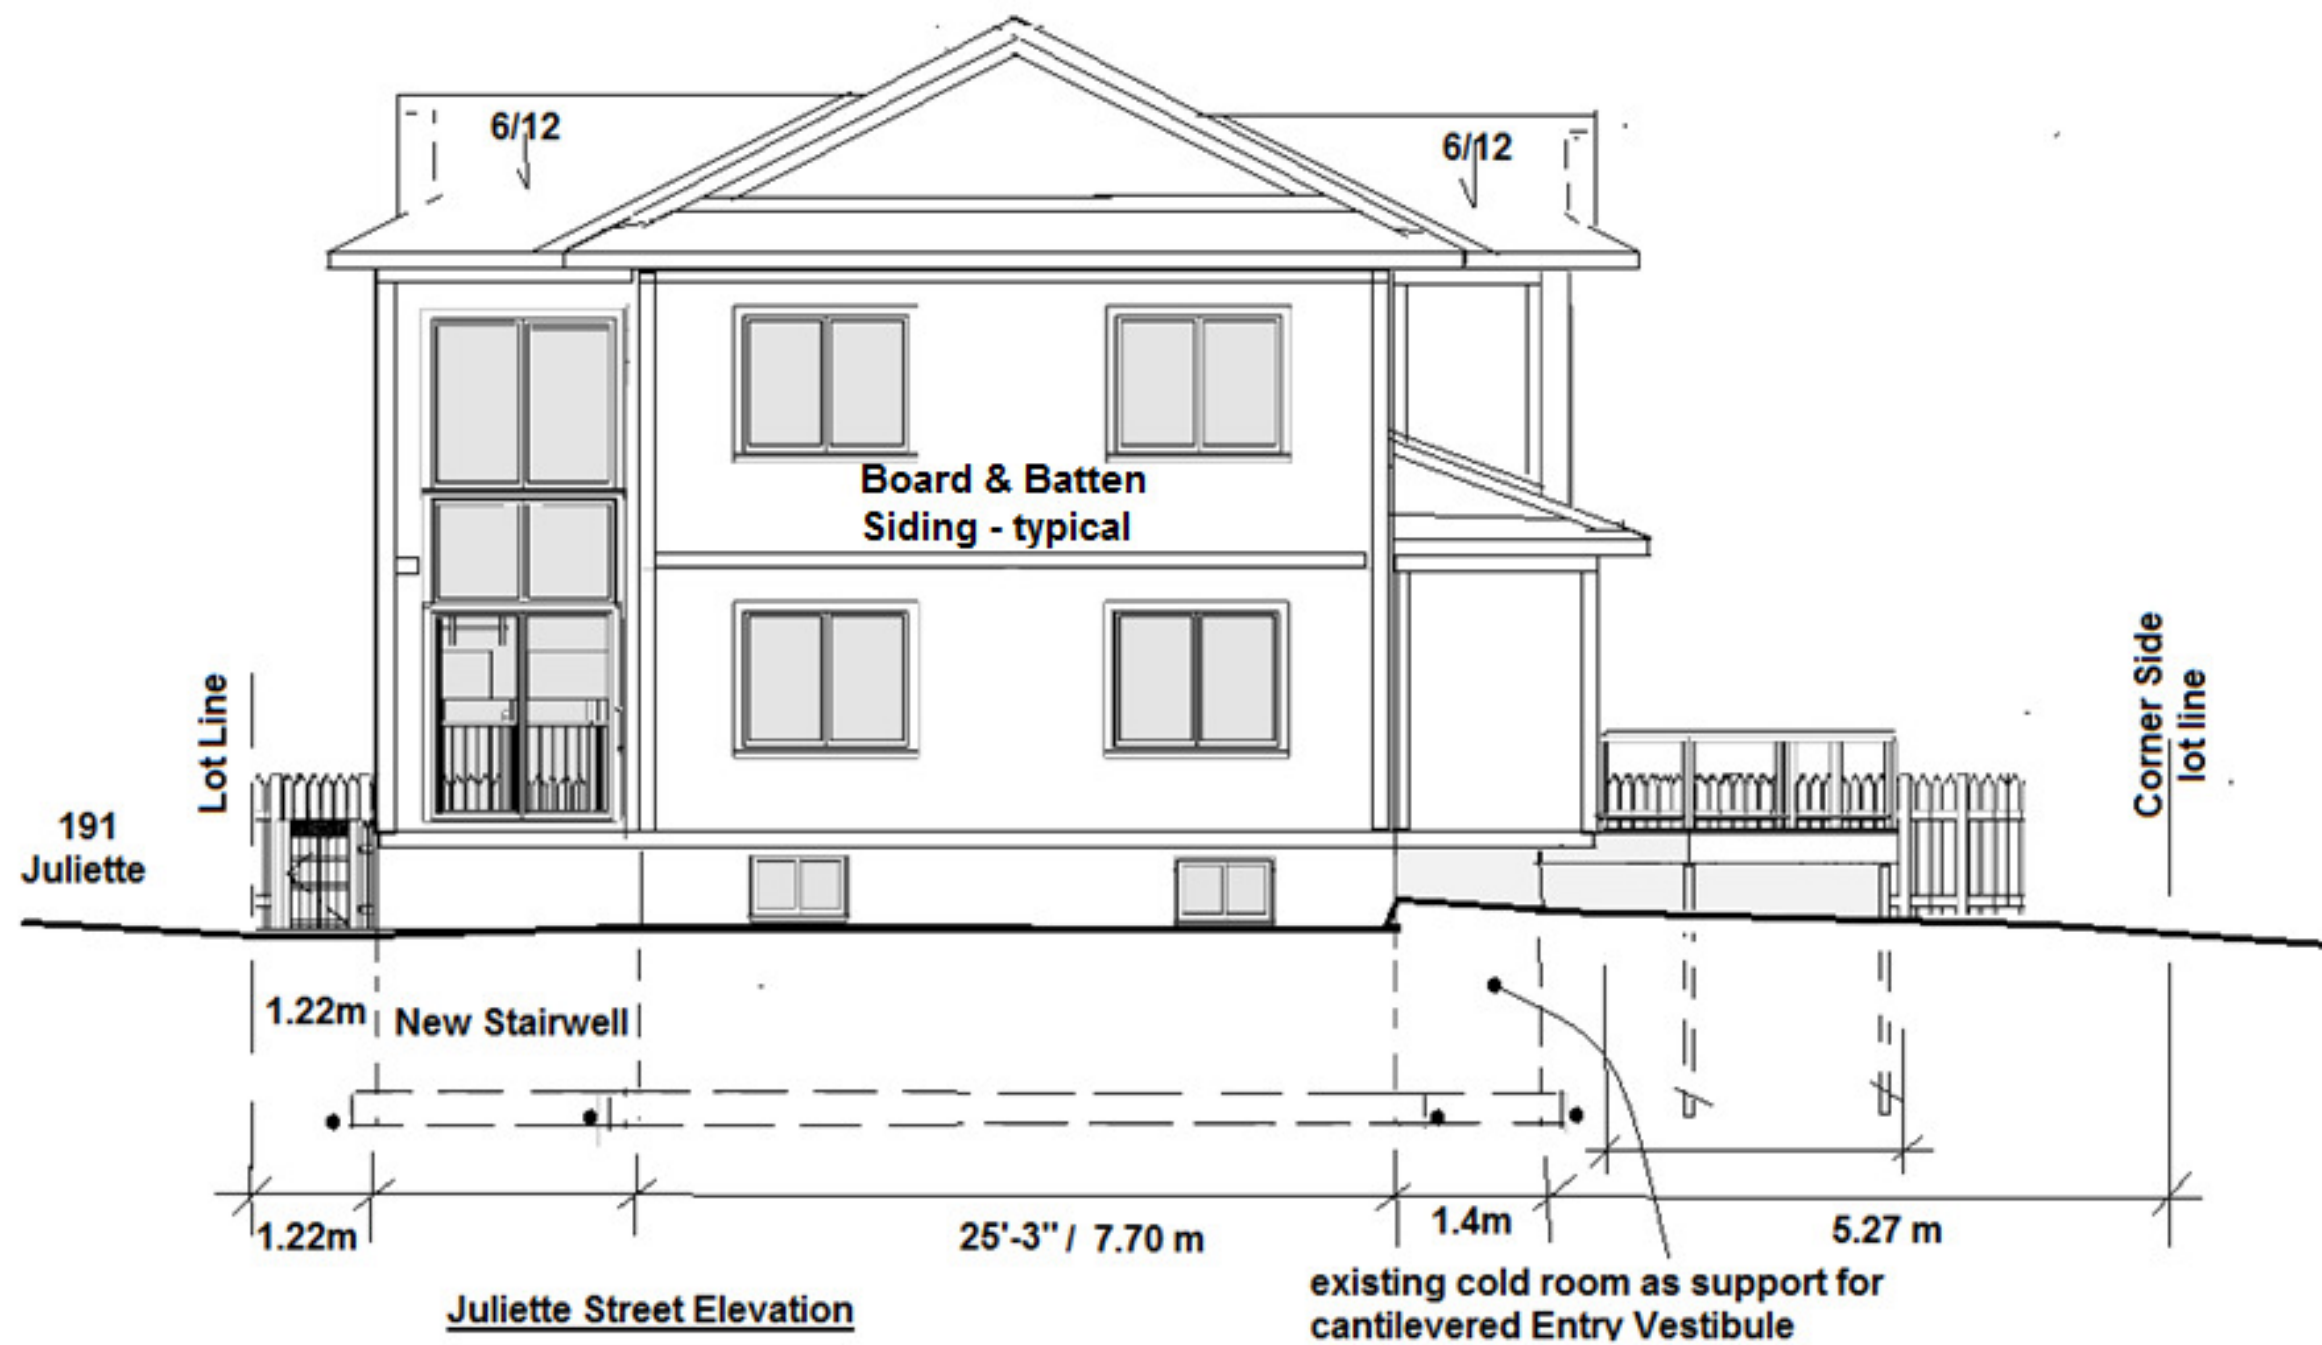 6/12
6/12
Board & Batten
Siding - typical
Lot Line
Corner Side
lot line
191
Juliette
1.22m
New Stairwell
1.22m
25'-3" / 7.70 m
1.4m
5.27 m
existing cold room as support for
cantilevered Entry Vestibule
Juliette Street Elevation